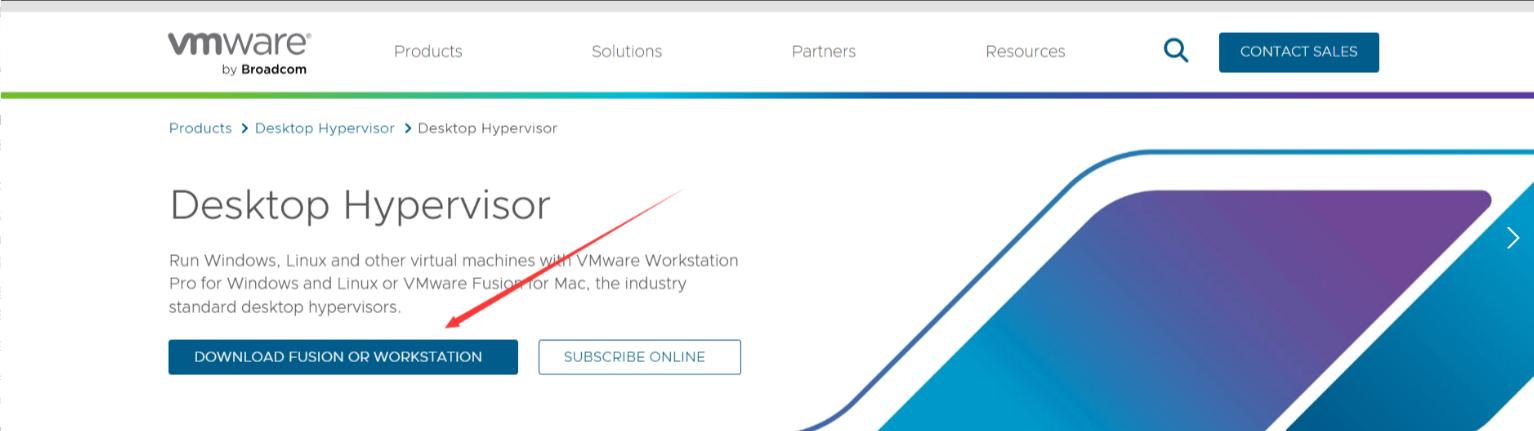 vmware®
by Broadcom
Products
Solutions
Partners
Resources
CONTACT SALES
Products > Desktop Hypervisor > Desktop Hypervisor
Desktop Hypervisor
Run Windows, Linux and other virtual machines with VMware Workstation
Pro for Windows and Linux or VMware Fusion for Mac, the industry
standard desktop hypervisors.
DOWNLOAD FUSION OR WORKSTATION
SUBSCRIBE ONLINE